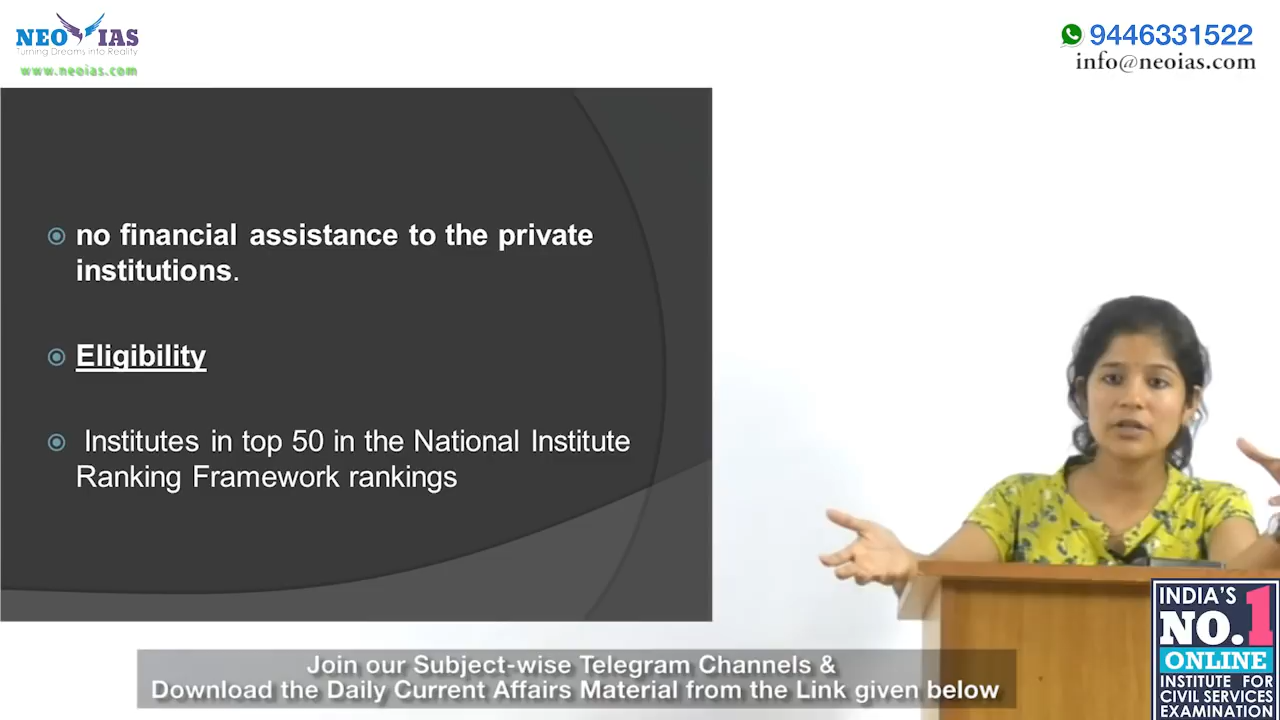 NEO IAS
Turning Dreams into Reality
www.neoias.com
9446331522
info@neoias.com
no financial assistance to the private
institutions.
Eligibility
Institutes in top 50 in the National Institute
Ranking Framework rankings
INDIA'S
NO.1
ONLINE
INSTITUTE FOR
CIVIL SERVICES
EXAMINATION
Join our Subject-wise Telegram Channels &
Download the Daily Current Affairs Material from the Link given below